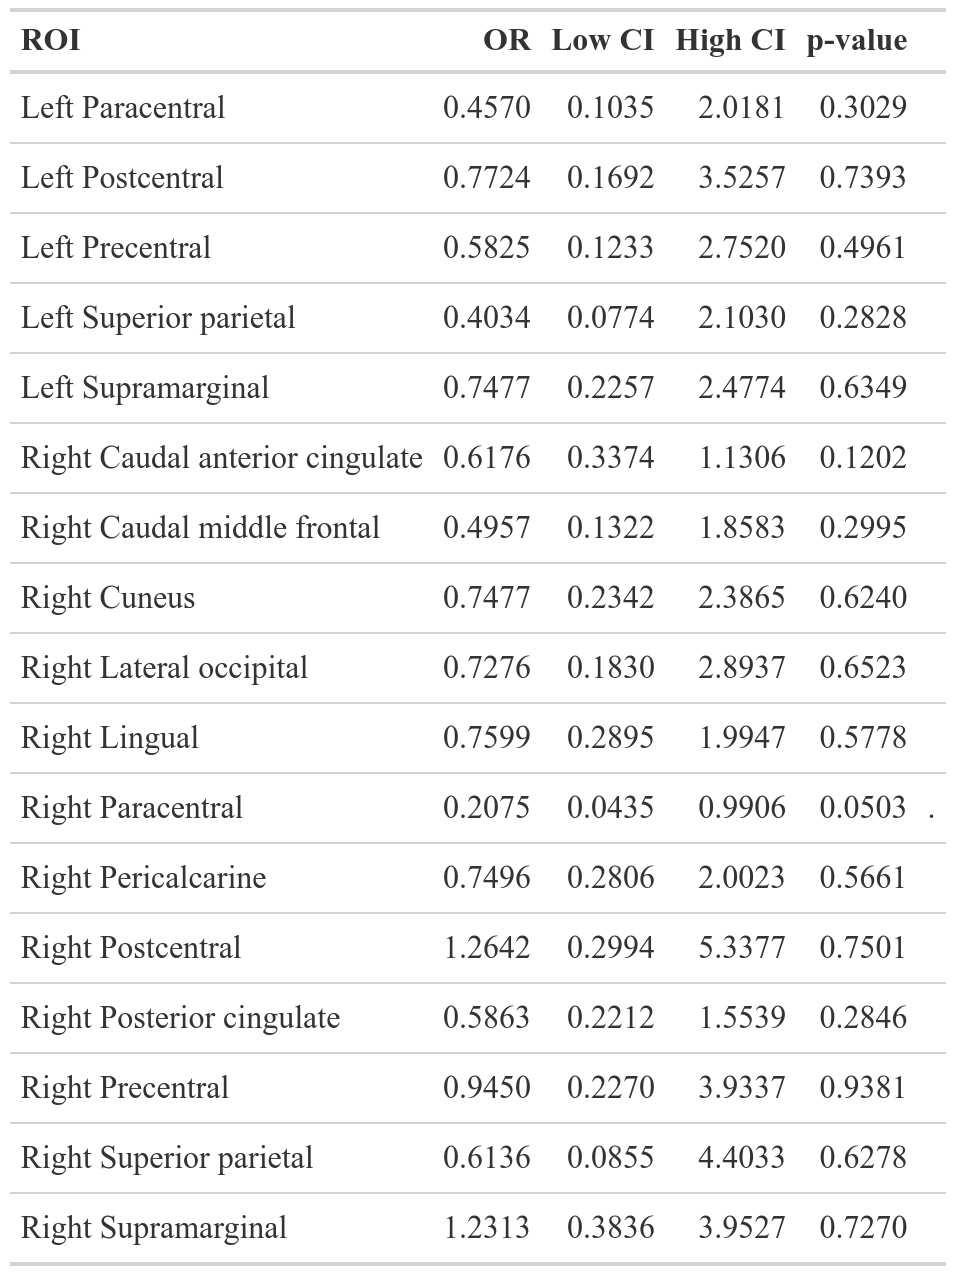 ROI OR Low CI High CI p-value
Left Paracentral 0.4570 0.1035 2.0181 0.3029
Left Postcentral 0.7724 0.1692 3.5257 0.7393
Left Precentral 0.5825 0.1233 2.7520 0.4961
Left Superior parietal 0.4034 0.0774 2.1030 0.2828
Left Supramarginal 0.7477 0.2257 2.4774 0.6349
Right Caudal anterior cingulate 0.6176 0.3374 1.1306 0.1202
Right Caudal middle frontal 0.4957 0.1322 1.8583 0.2995
Right Cuneus 0.7477 0.2342 2.3865 0.6240
Right Lateral occipital 0.7276 0.1830 2.8937 0.6523
Right Lingual 0.7599 0.2895 1.9947 0.5778
Right Paracentral 0.2075 0.0435 0.9906 0.0503 .
Right Pericalcarine 0.7496 0.2806 2.0023 0.5661
Right Postcentral 1.2642 0.2994 5.3377 0.7501
Right Posterior cingulate 0.5863 0.2212 1.5539 0.2846
Right Precentral 0.9450 0.2270 3.9337 0.9381
Right Superior parietal 0.6136 0.0855 4.4033 0.6278
Right Supramarginal 1.2313 0.3836 3.9527 0.7270